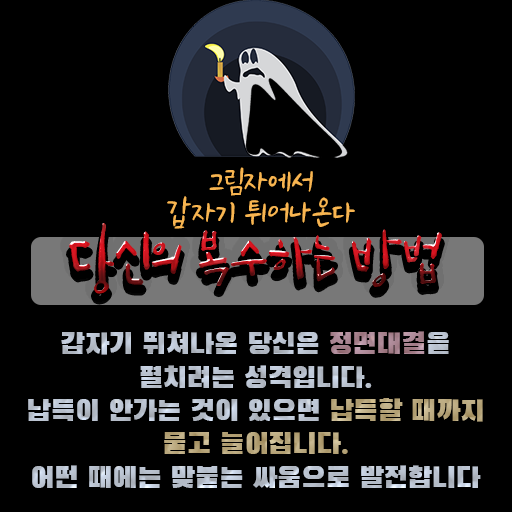 그림자에서
갑자기 튀어나온다
당신의 복수하는 방법
갑자기 뛰쳐나온 당신은 정면대결을
펼치려는 성격입니다.
납득이 안가는 것이 있으면 납득할 때까지
묻고 늘어집니다.
어떤 때에는 맞붙는 싸움으로 발전합니다